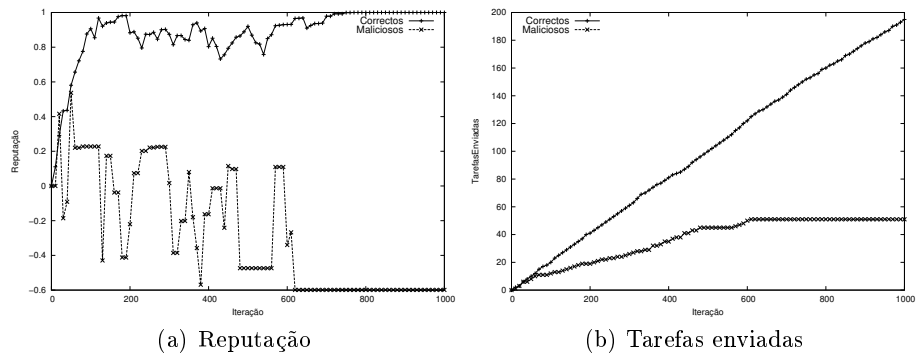 1
0.8
0.6
0.4
0.2
0
−0.2
−0.4
−0.6
Reputação
Correctos
Maliciosos
0 200 400 600 800 1000
Iteração
(a) Reputação
200
180
160
140
120
100
80
60
40
20
0
TarefasEnviadas
Correctos
Maliciosos
0 200 400 600 800 1000
Iteração
(b) Tarefas enviadas